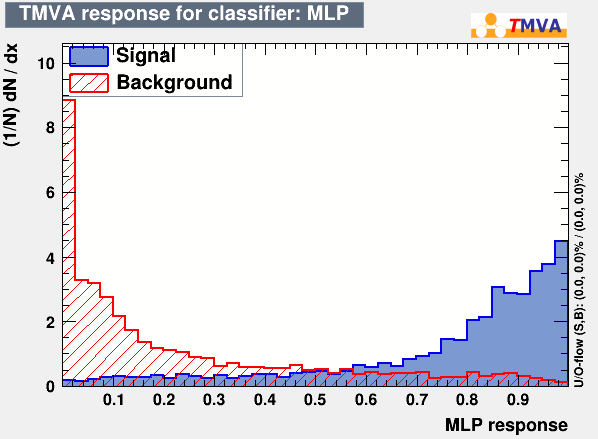 TMVA response for classifier: MLP
TMVA
(1/N) dN / dx
Signal
Background
10
8
6
4
2
0
0.1 0.2 0.3 0.4 0.5 0.6 0.7 0.8 0.9
MLP response
U/O-flow (S,B): (0.0, 0.0)% / (0.0, 0.0)%